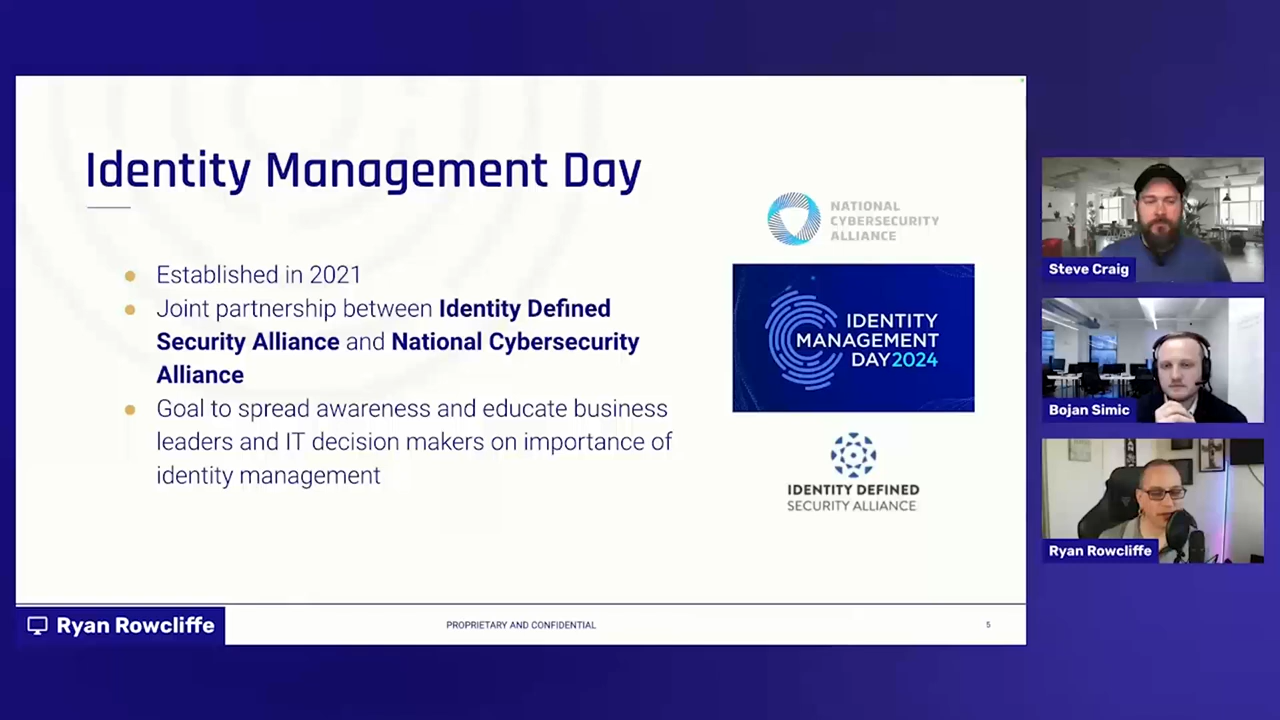 Identity Management Day
Established in 2021
Joint partnership between Identity Defined
Security Alliance and National Cybersecurity
Alliance
Goal to spread awareness and educate business
leaders and IT decision makers on importance of
identity management
NATIONAL
CYBERSECURITY
ALLIANCE
IDENTITY
MANAGEMENT
DAY2024
IDENTITY DEFINED
SECURITY ALLIANCE
Ryan Rowcliffe
PROPRIETARY AND CONFIDENTIAL
5
Steve Craig
Bojan Simic
Ryan Rowcliffe